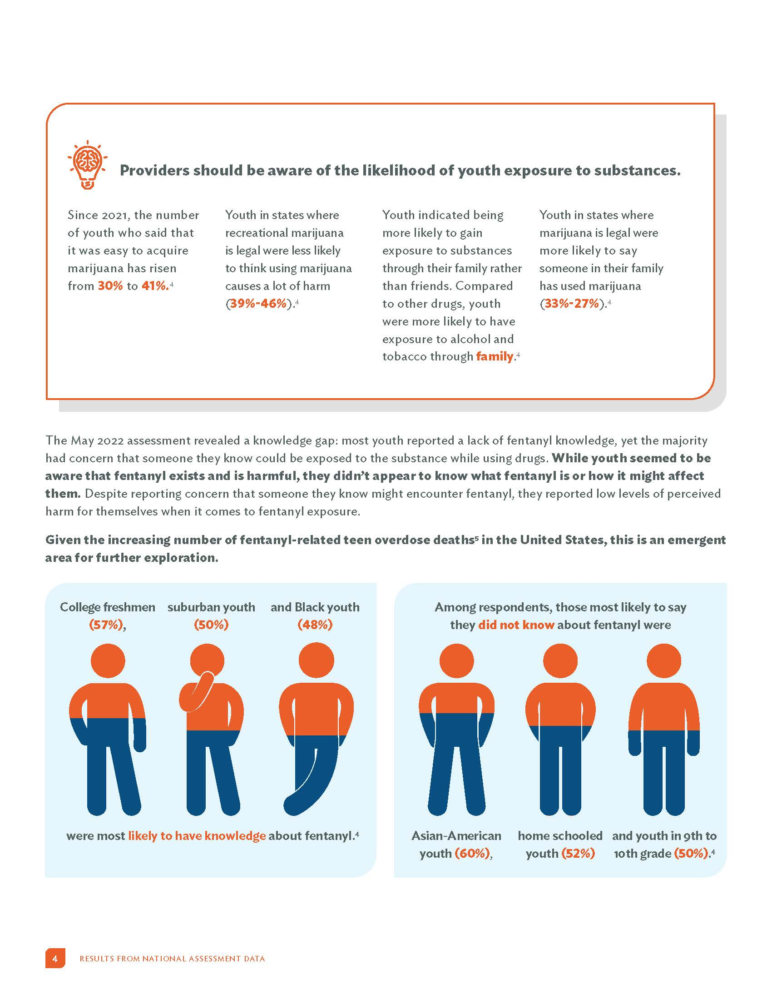 Providers should be aware of the likelihood of youth exposure to substances.
Since 2021, the number
of youth who said that
it was easy to acquire
marijuana has risen
from 30% to 41%.4
Youth in states where
recreational marijuana
is legal were less likely
to think using marijuana
causes a lot of harm
(39%-46%).4
Youth indicated being
more likely to gain
exposure to substances
through their family rather
than friends. Compared
to other drugs, youth
were more likely to have
exposure to alcohol and
tobacco through family.4
Youth in states where
marijuana is legal were
more likely to say
someone in their family
has used marijuana
(33%-27%).4
The May 2022 assessment revealed a knowledge gap: most youth reported a lack of fentanyl knowledge, yet the majority
had concern that someone they know could be exposed to the substance while using drugs. While youth seemed to be
aware that fentanyl exists and is harmful, they didn’t appear to know what fentanyl is or how it might affect
them. Despite reporting concern that someone they know might encounter fentanyl, they reported low levels of perceived
harm for themselves when it comes to fentanyl exposure.
Given the increasing number of fentanyl-related teen overdose deaths5 in the United States, this is an emergent
area for further exploration.
College freshmen
(57%),
suburban youth
(50%)
and Black youth
(48%)
were most likely to have knowledge about fentanyl.4
Among respondents, those most likely to say
they did not know about fentanyl were
Asian-American
youth (60%),
home schooled
youth (52%)
and youth in 9th to
10th grade (50%).4
4
RESULTS FROM NATIONAL ASSESSMENT DATA